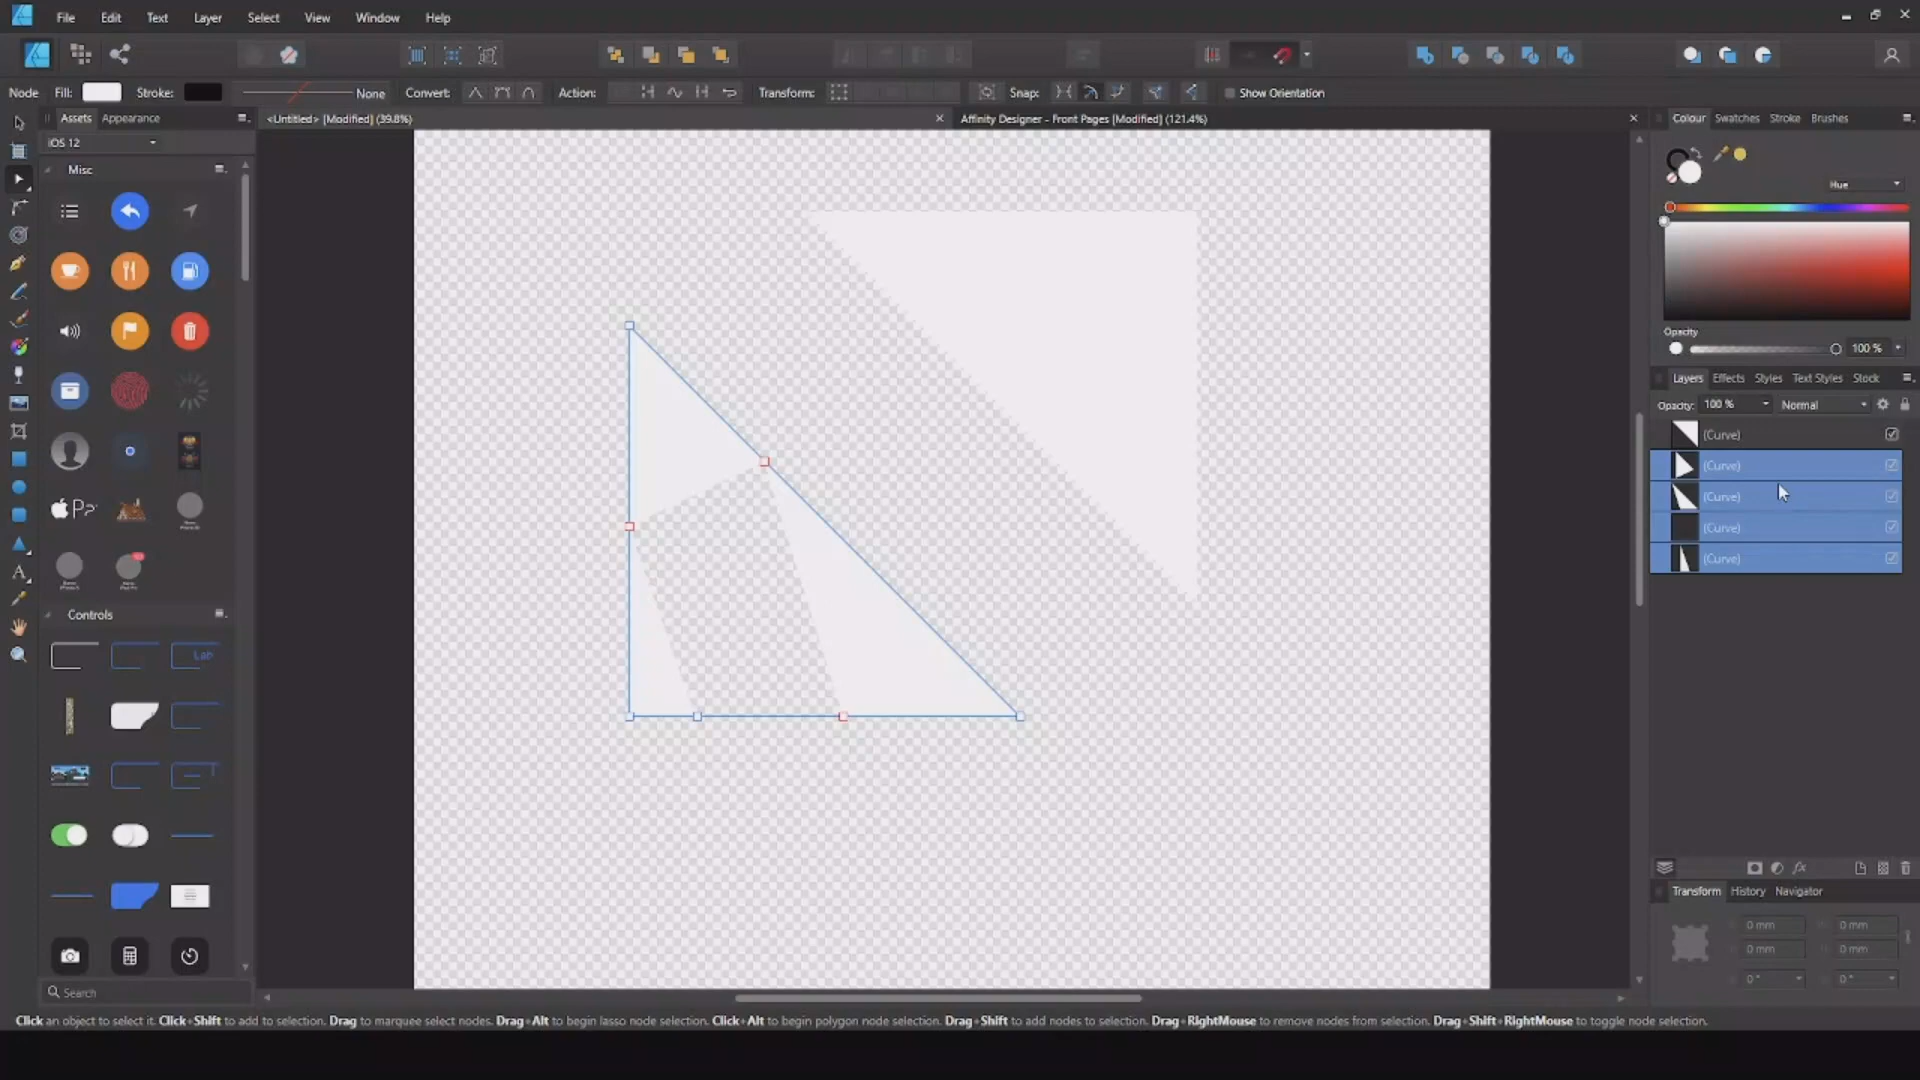 File Edit Text Layer Select View Window Help
Node Fill: Stroke: None Convert: Action: Transform: Snap: Show Orientation
Assets Appearance
<Untitled> [Modified] (39.8%)
Affinity Designer - Front Pages [Modified] (121.4%)
Colour Swatches Stroke Brushes
iOS 12
Misc
Hue
Opacity
100 %
Layers Effects Styles Text Styles Stock
Opacity: 100 % Normal
(Curve)
(Curve)
(Curve)
(Curve)
(Curve)
Controls
Lab
Transform History Navigator
0 mm 0 mm
0 mm 0 mm
0 ° 0 °
Search
Click an object to select it. Click+Shift to add to selection. Drag to marquee select nodes. Drag+Alt to begin lasso node selection. Click+Alt to begin polygon node selection. Drag+Shift to add nodes to selection. Drag+RightMouse to remove nodes from selection. Drag+Shift+RightMouse to toggle node selection.